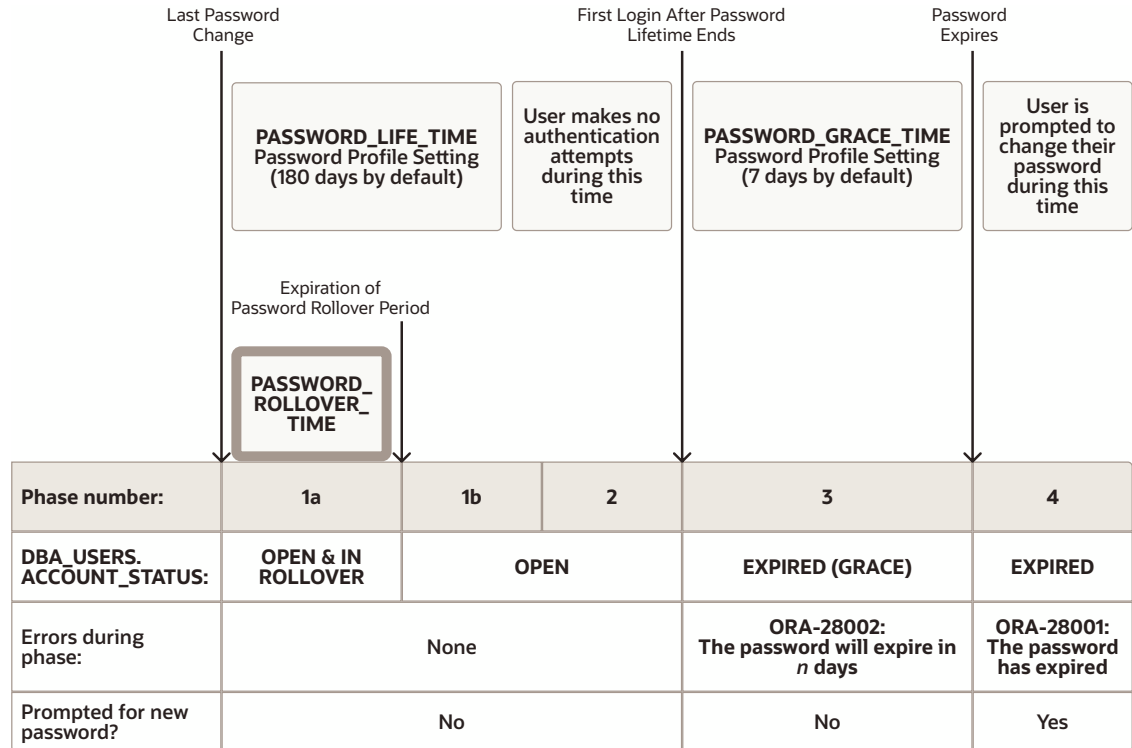 Last Password
Change
First Login After Password
Lifetime Ends
Password
Expires
PASSWORD_LIFE_TIME
Password Profile Setting
(180 days by default)
User makes no
authentication
attempts
during this
time
PASSWORD_GRACE_TIME
Password Profile Setting
(7 days by default)
User is
prompted to
change their
password
during this
time
Expiration of
Password Rollover Period
PASSWORD_
ROLLOVER_
TIME
Phase number:
1a
1b
2
3
4
DBA_USERS.
ACCOUNT_STATUS:
OPEN & IN
ROLLOVER
OPEN
EXPIRED (GRACE)
EXPIRED
Errors during
phase:
None
ORA-28002:
The password will expire in
n days
ORA-28001:
The password
has expired
Prompted for new
password?
No
No
Yes